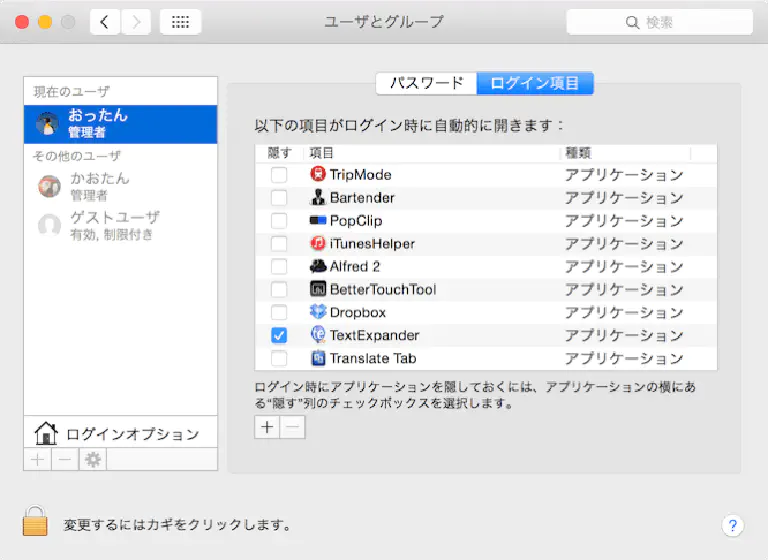 ユーザとグループ
検索
現在のユーザ
おったん
管理者
その他のユーザ
かおたん
管理者
ゲストユーザ
有効, 制限付き
ログインオプション
パスワード
ログイン項目
以下の項目がログイン時に自動的に開きます：
隠す 項目 種類
TripMode アプリケーション
Bartender アプリケーション
PopClip アプリケーション
iTunesHelper アプリケーション
Alfred 2 アプリケーション
BetterTouchTool アプリケーション
Dropbox アプリケーション
TextExpander アプリケーション
Translate Tab アプリケーション
ログイン時にアプリケーションを隠しておくには、アプリケーションの横にあ
る“隠す”列のチェックボックスを選択します。
変更するにはカギをクリックします。
?